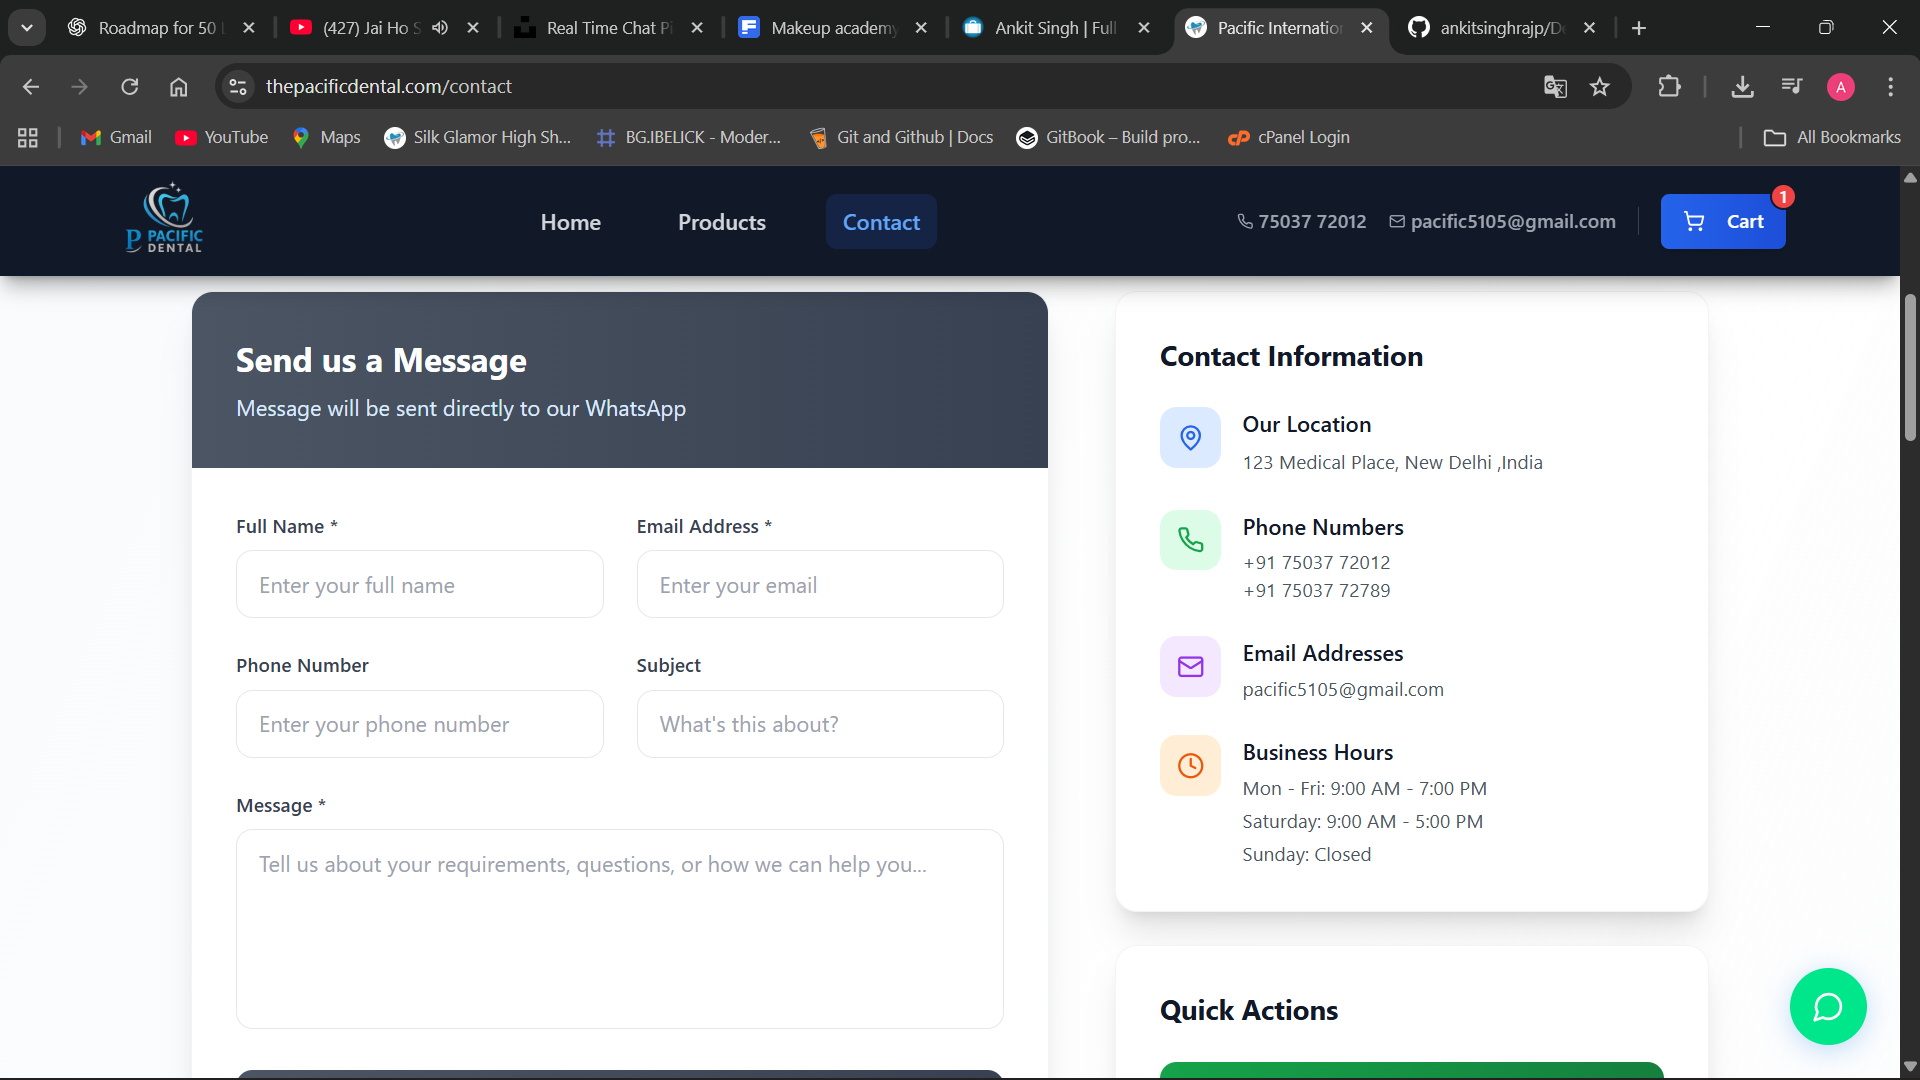 Roadmap for 50
(427) Jai Ho S
Real Time Chat Pi
Makeup academy
Ankit Singh | Full
Pacific Internatio
ankitsinghrajp/De
thepacificdental.com/contact
A
Gmail
YouTube
Maps
Silk Glamor High Sh...
BG.IBELICK - Moder...
Git and Github | Docs
GitBook – Build pro...
cPanel Login
All Bookmarks
P PACIFIC
DENTAL
Home
Products
Contact
75037 72012
pacific5105@gmail.com
Cart
1
Send us a Message
Message will be sent directly to our WhatsApp
Full Name *
Email Address *
Enter your full name
Enter your email
Phone Number
Subject
Enter your phone number
What's this about?
Message *
Tell us about your requirements, questions, or how we can help you...
Contact Information
Our Location
123 Medical Place, New Delhi ,India
Phone Numbers
+91 75037 72012
+91 75037 72789
Email Addresses
pacific5105@gmail.com
Business Hours
Mon - Fri: 9:00 AM - 7:00 PM
Saturday: 9:00 AM - 5:00 PM
Sunday: Closed
Quick Actions